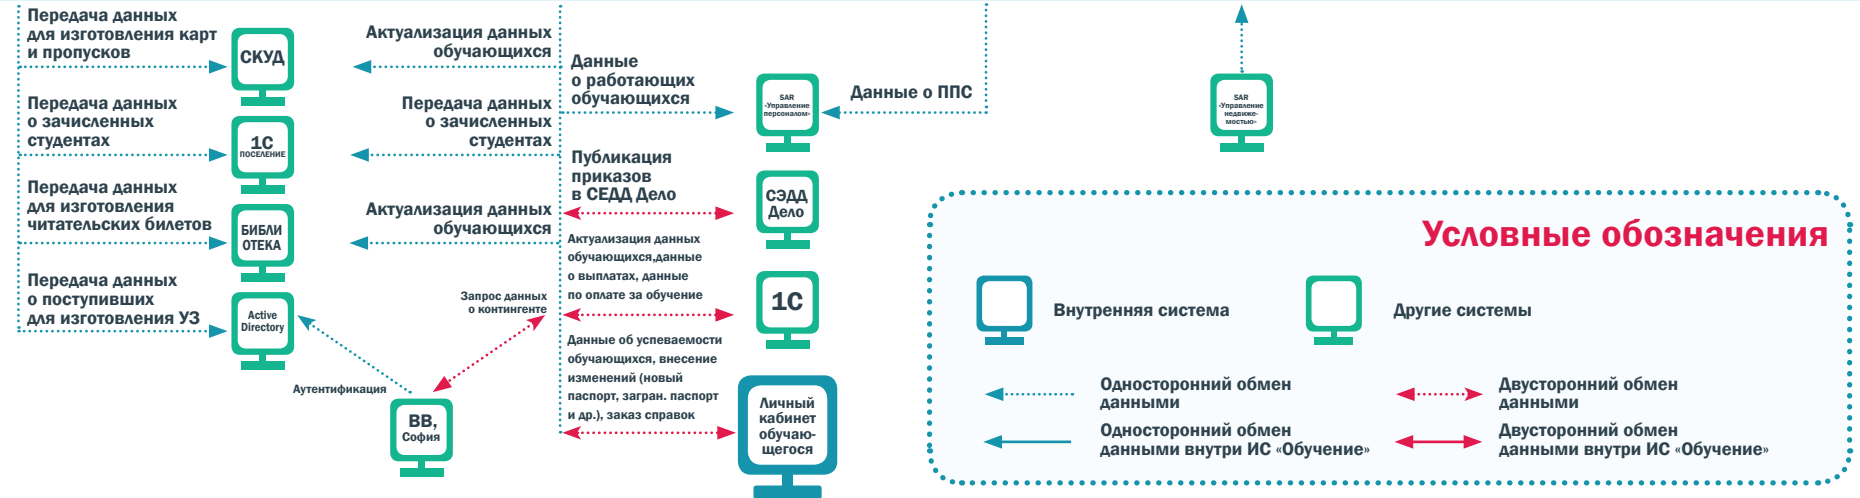 Передача данных
для изготовления карт
и пропусков
СКУД
Передача данных
о зачисленных
студентах
1С
ПОСЕЛЕНИЕ
Передача данных
для изготовления
читательских билетов
БИБЛИ
ОТЕКА
Передача данных
о поступивших
для изготовления УЗ
Active
Directory
Аутентификация
ВВ,
София
Запрос данных
о контингенте
Актуализация данных
обучающихся
Передача данных
о зачисленных
студентах
Актуализация данных
обучающихся
Данные
о работающих
обучающихся
SAR
«Управление
персоналом»
Данные о ППС
Публикация
приказов
в СЕДД Дело
СЭДД
Дело
Актуализация данных
обучающихся,данные
о выплатах, данные
по оплате за обучение
1С
Данные об успеваемости
обучающихся, внесение
изменений (новый
паспорт, загран. паспорт
и др.), заказ справок
Личный
кабинет
обучаю-
щегося
SAR
«Управление
недвиже-
мостью»
Условные обозначения
Внутренняя система
Другие системы
Односторонний обмен
данными
Двусторонний обмен
данными
Односторонний обмен
данными внутри ИС «Обучение»
Двусторонний обмен
данными внутри ИС «Обучение»